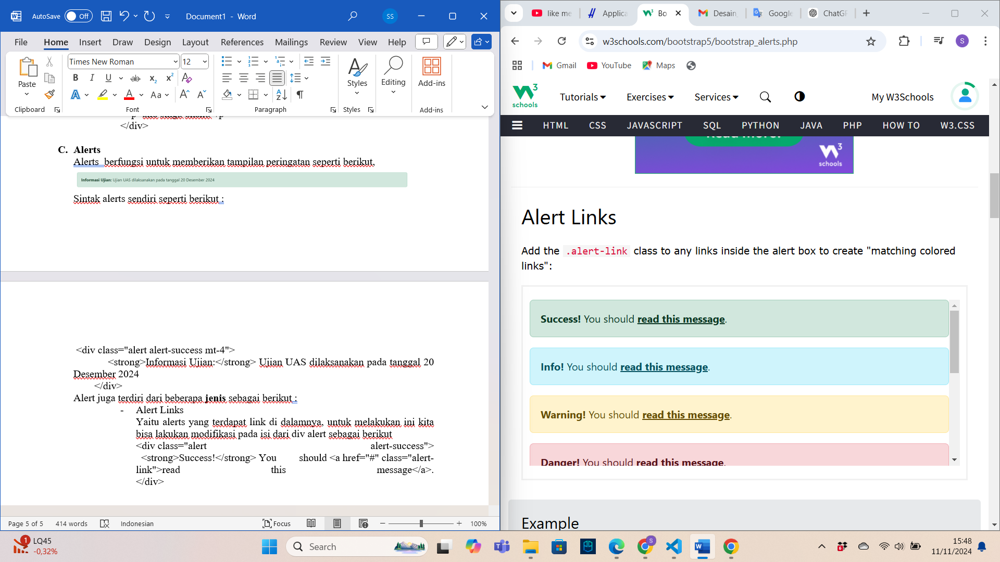 AutoSave Off Document1 - Word SS
File Home Insert Draw Design Layout References Mailings Review View Help
Paste
Times New Roman 12
Styles
Editing
Add-ins
Clipboard Font Paragraph Styles Add-ins
</div>
C. Alerts
Alerts berfungsi untuk memberikan tampilan peringatan seperti berikut,
Informasi Ujian: Ujian UAS dilaksanakan pada tanggal 20 Desember 2024
Sintak alerts sendiri seperti berikut :
<div class="alert alert-success mt-4">
<strong>Informasi Ujian:</strong> Ujian UAS dilaksanakan pada tanggal 20
Desember 2024
</div>
Alert juga terdiri dari beberapa jenis sebagai berikut :
- Alert Links
Yaitu alerts yang terdapat link di dalamnya, untuk melakukan ini kita
bisa lakukan modifikasi pada isi dari div alert sebagai berikut
<div class="alert alert-success">
<strong>Success!</strong> You should <a href="#" class="alert-
link">read this message</a>.
</div>
Page 5 of 5 414 words Indonesian Focus 100%
like me Applica Bo Desain_ Google ChatGP
w3schools.com/bootstrap5/bootstrap_alerts.php S
Gmail YouTube Maps
W3 schools Tutorials Exercises Services My W3Schools
HTML CSS JAVASCRIPT SQL PYTHON JAVA PHP HOW TO W3.CSS
Read more!
W3 schools
Alert Links
Add the .alert-link class to any links inside the alert box to create "matching colored
links":
Success! You should read this message.
Info! You should read this message.
Warning! You should read this message.
Danger! You should read this message.
Example
1 LQ45
-0,32%
Search
S
6
15:48
11/11/2024